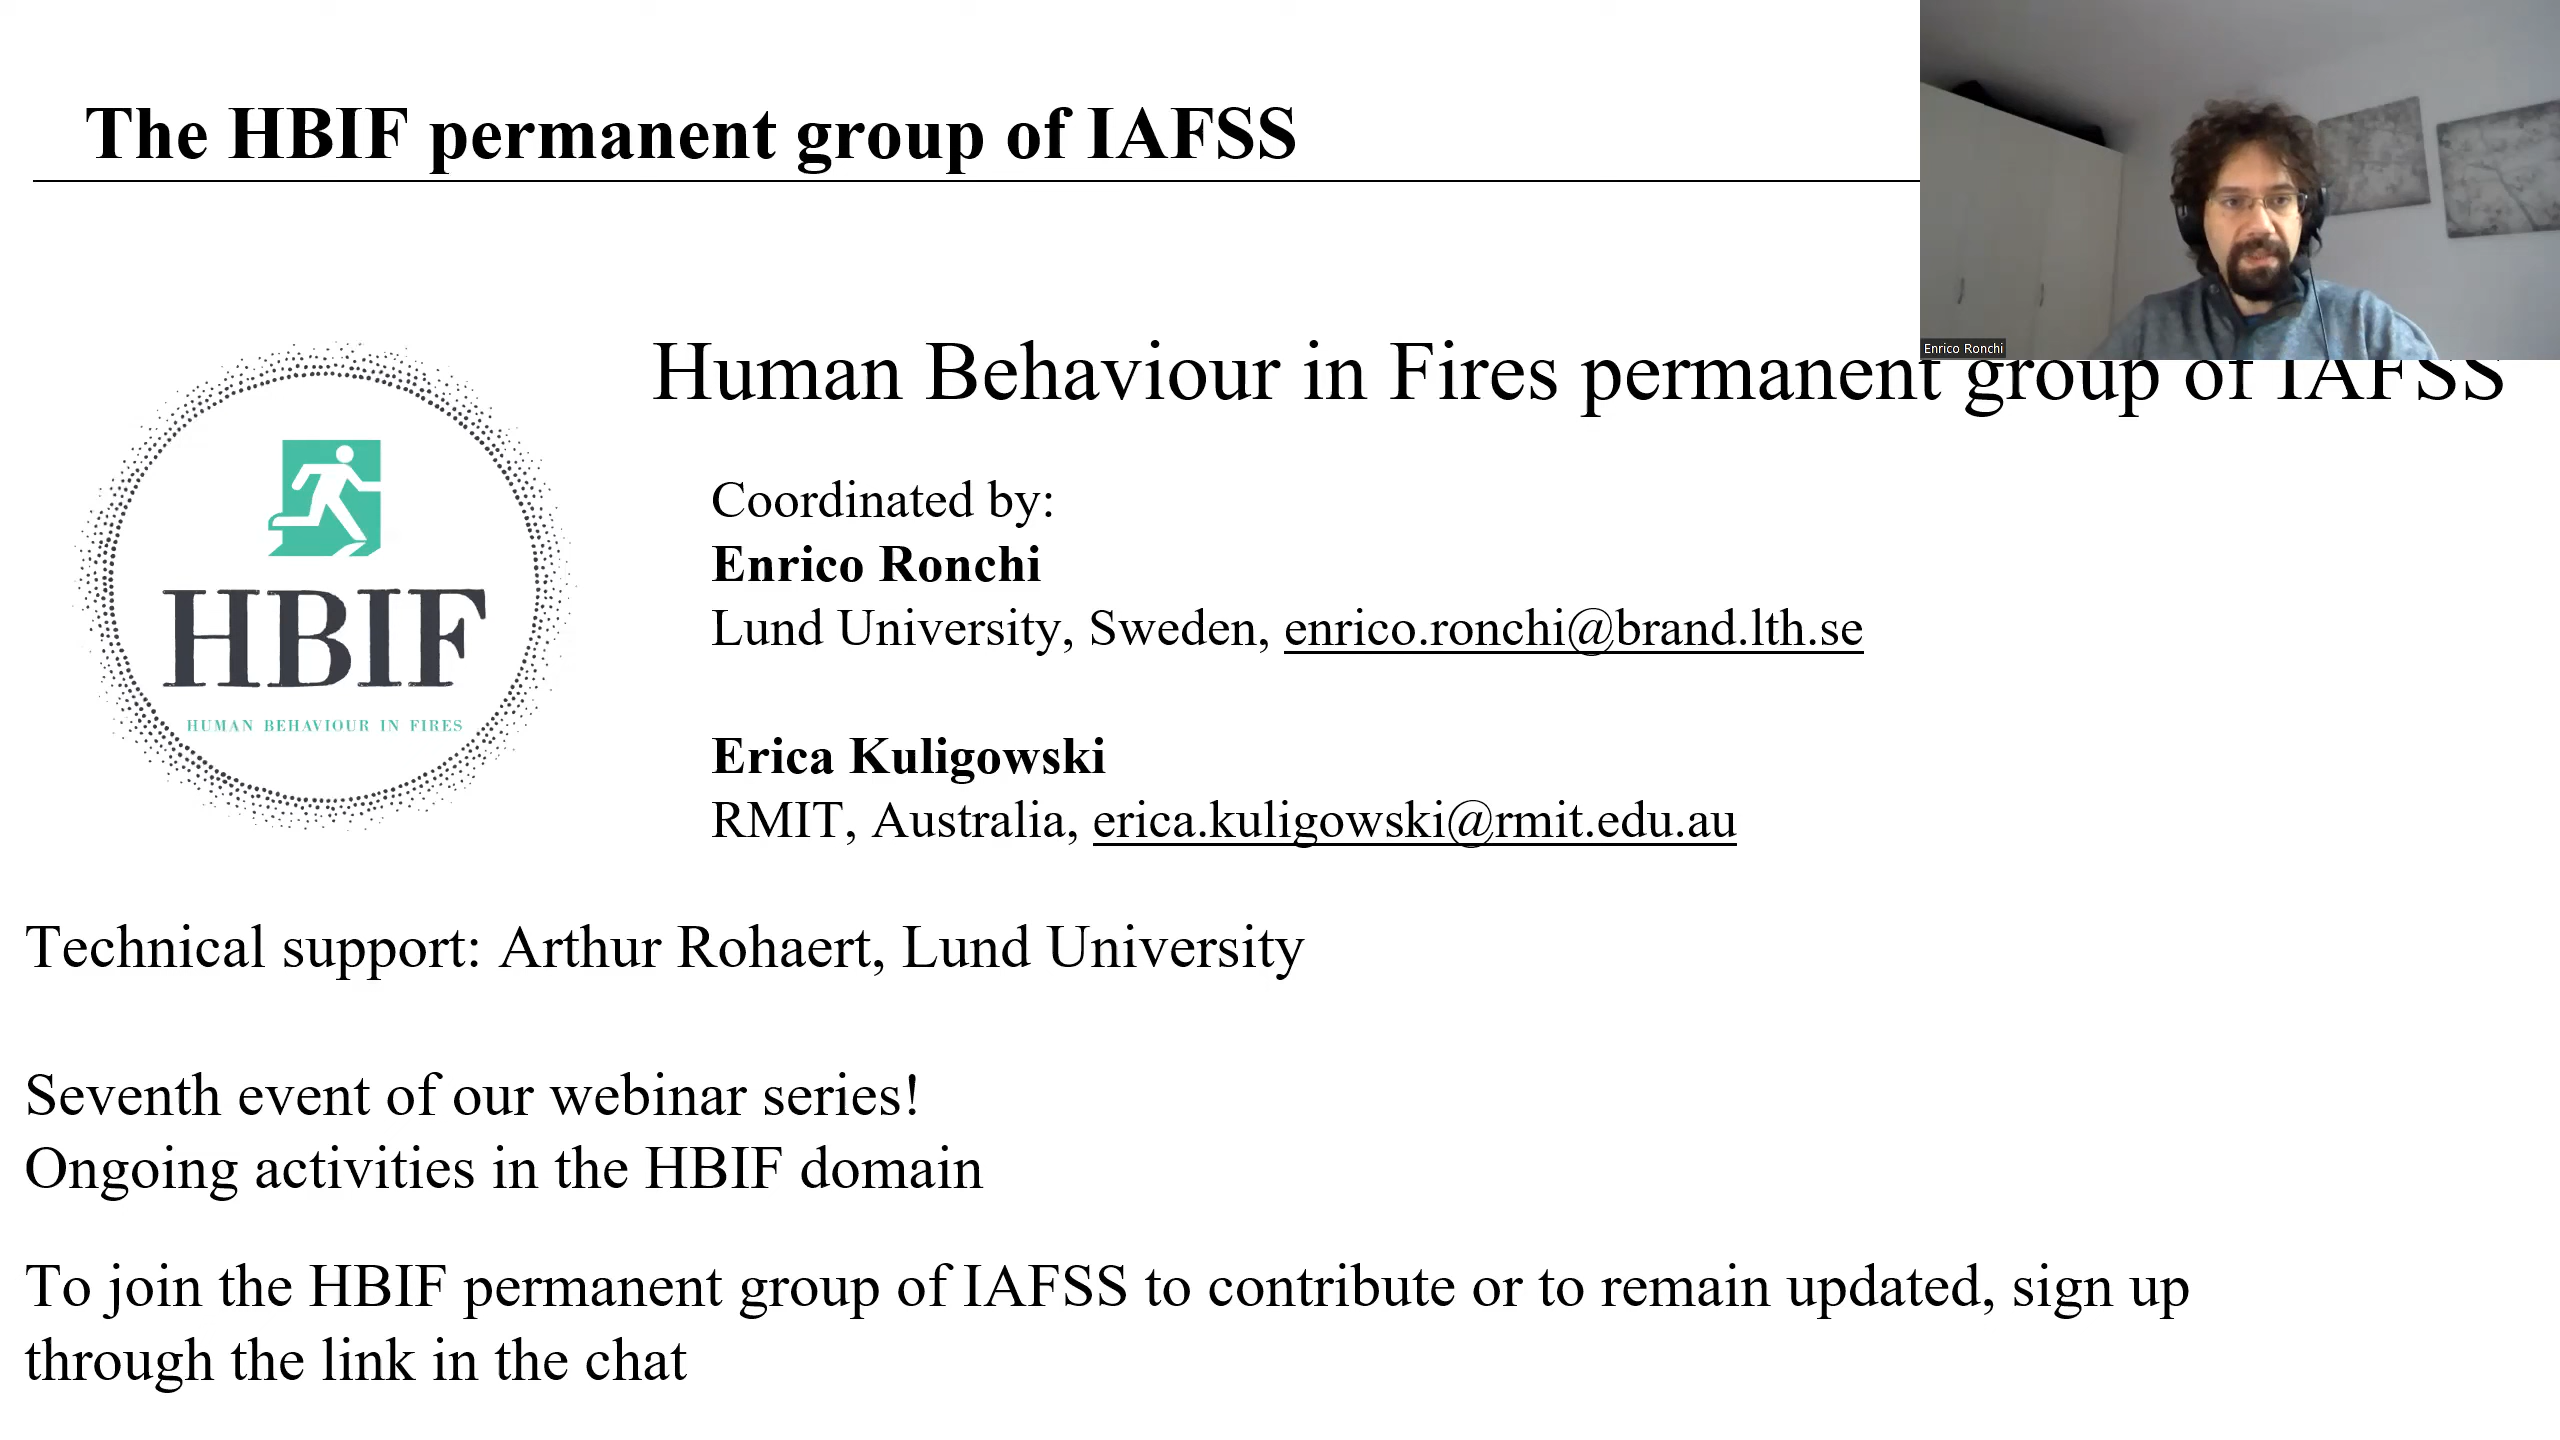 The HBIF permanent group of IAFSS
Enrico Ronchi
Human Behaviour in Fires permanent group of IAFSS
HBIF
HUMAN BEHAVIOUR IN FIRES
Coordinated by:
Enrico Ronchi
Lund University, Sweden, enrico.ronchi@brand.lth.se
Erica Kuligowski
RMIT, Australia, erica.kuligowski@rmit.edu.au
Technical support: Arthur Rohaert, Lund University
Seventh event of our webinar series!
Ongoing activities in the HBIF domain
To join the HBIF permanent group of IAFSS to contribute or to remain updated, sign up
through the link in the chat